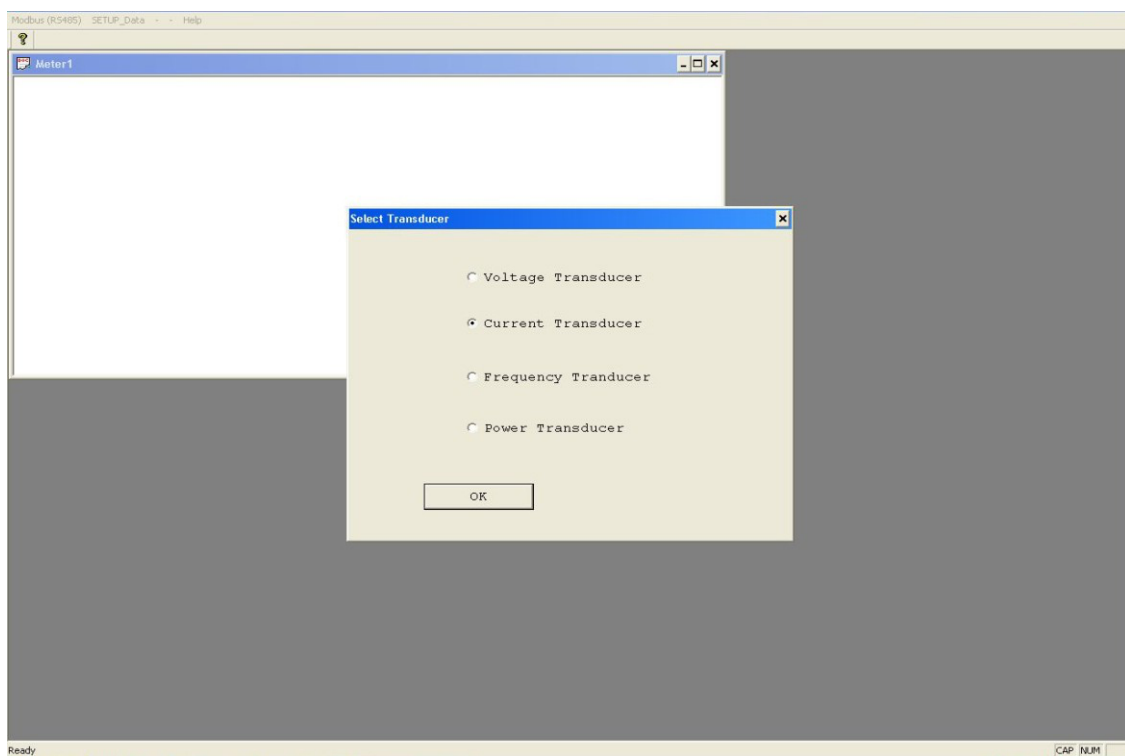 Modbus (RS485) SETUP_Data - - Help
Meter1
Select Transducer
Voltage Transducer
Current Transducer
Frequency Tranducer
Power Transducer
OK
Ready
CAP NUM